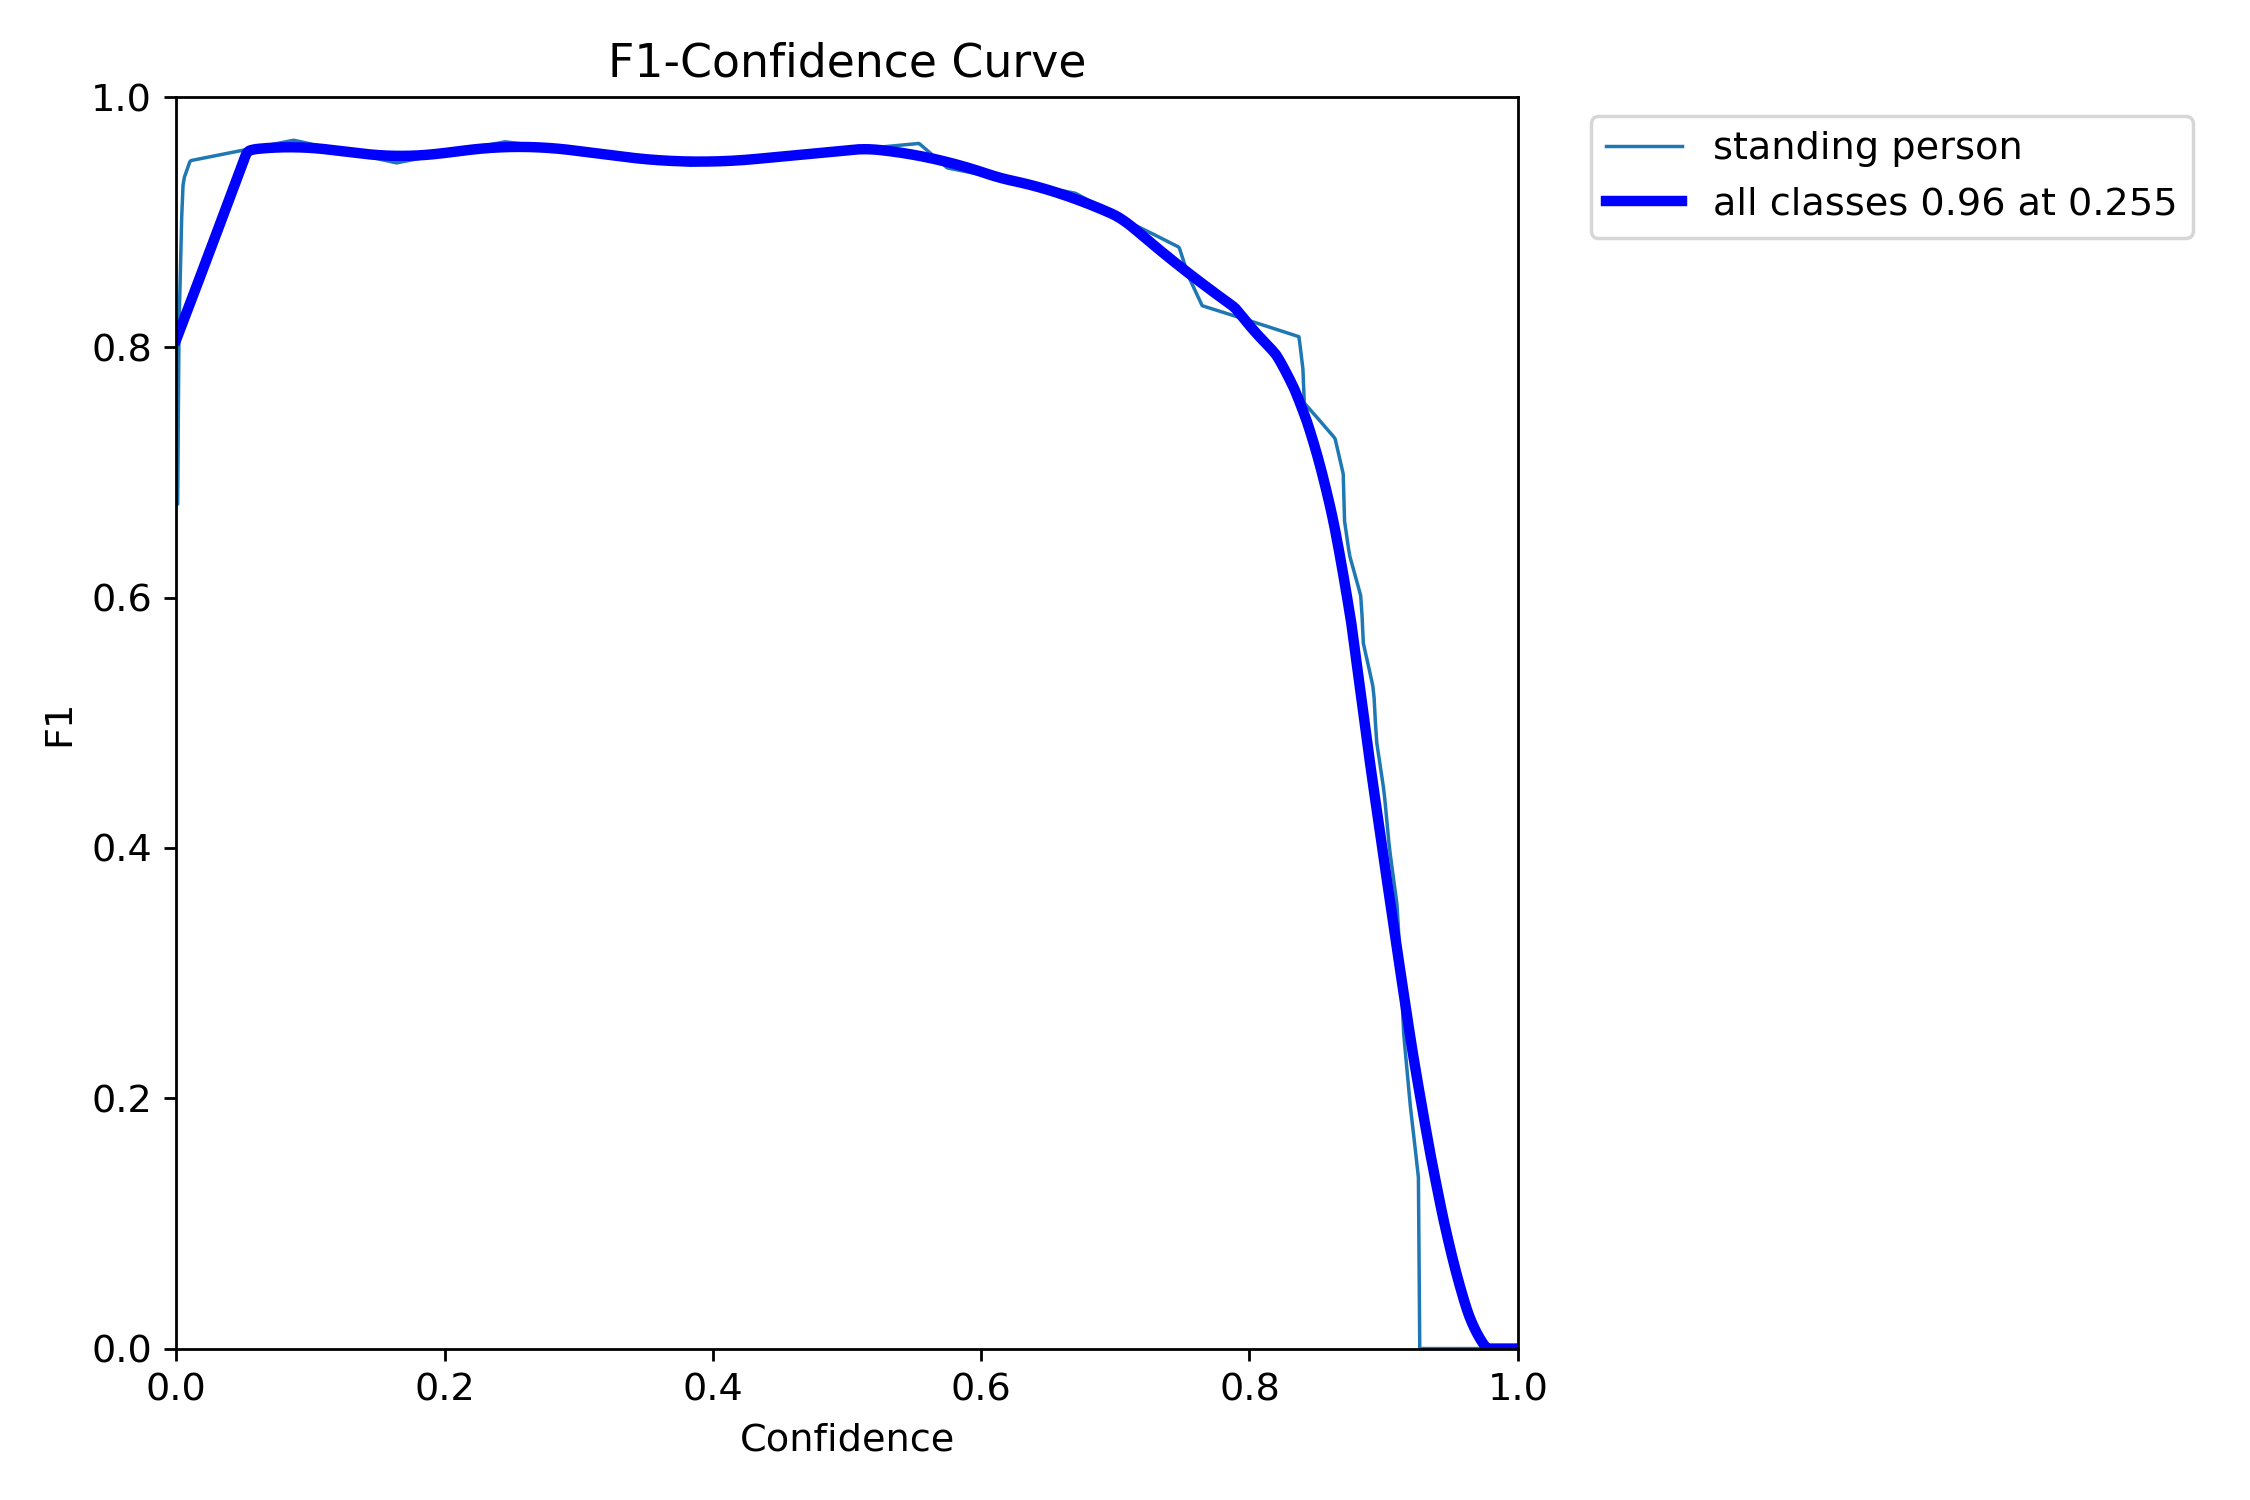 F1-Confidence Curve
1.0
0.8
0.6
0.4
0.2
0.0
F1
0.0 0.2 0.4 0.6 0.8 1.0
Confidence
standing person
all classes 0.96 at 0.255